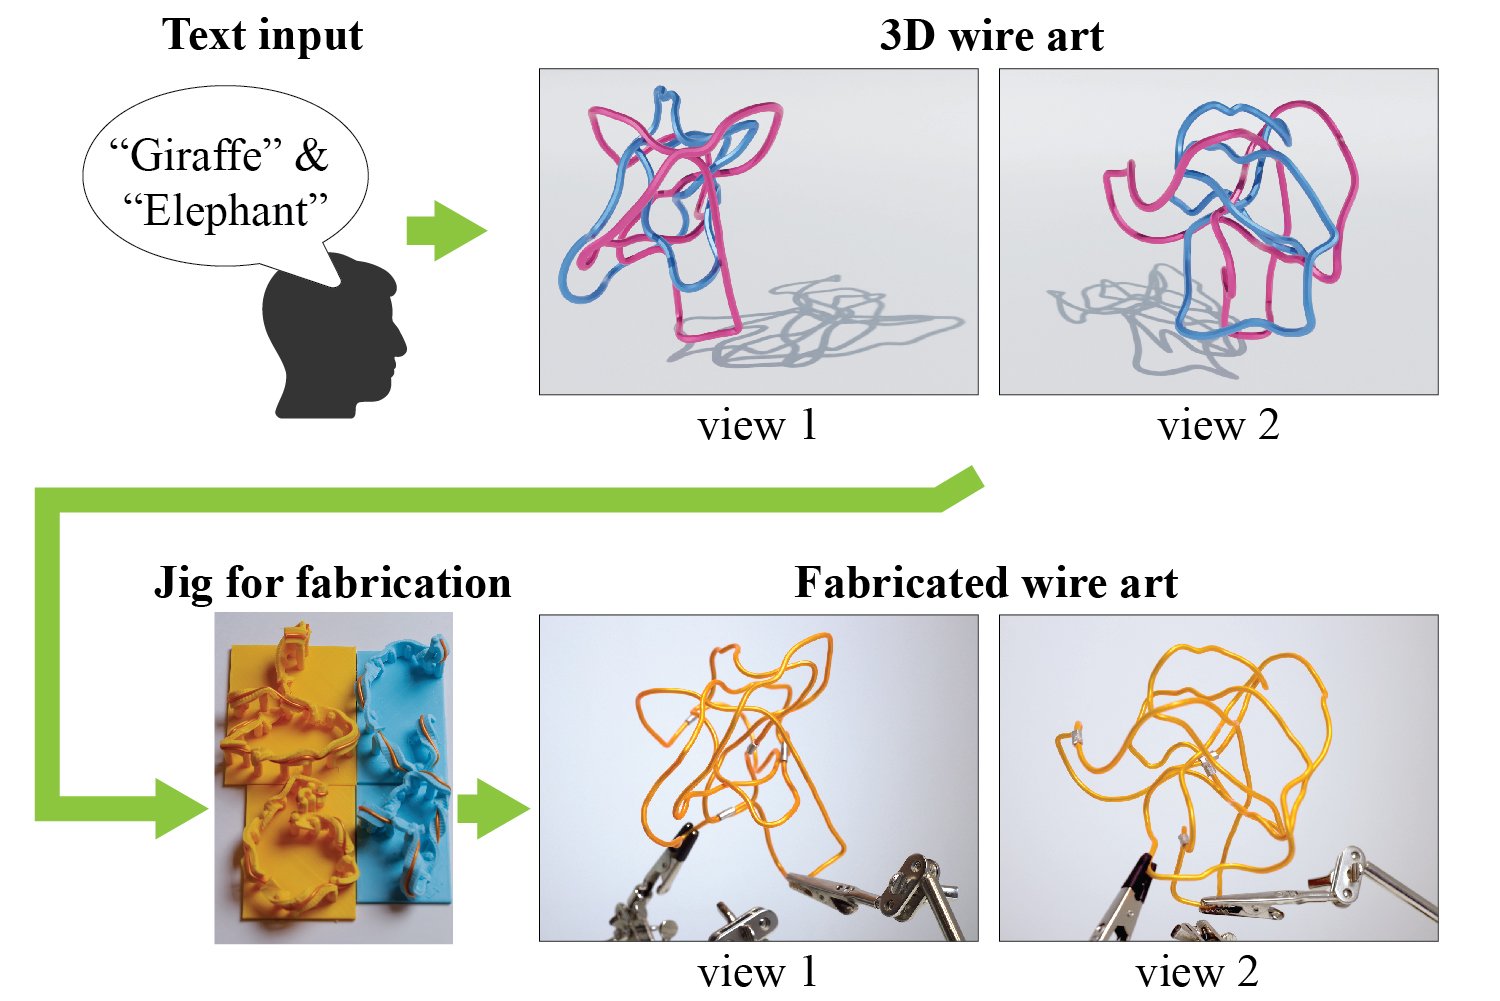 Text input
3D wire art
“Giraffe” &
“Elephant”
view 1
view 2
Jig for fabrication
Fabricated wire art
view 1
view 2